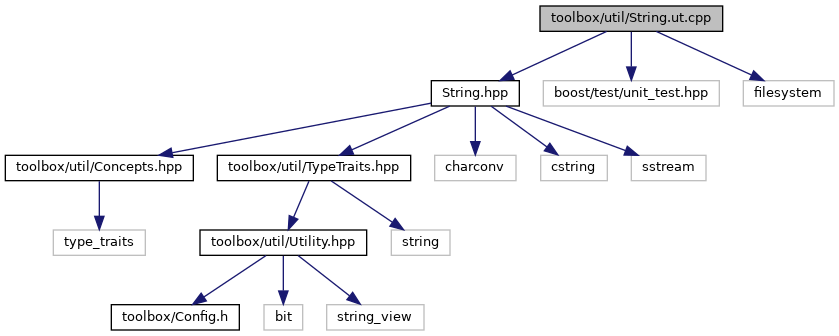 toolbox/util/String.ut.cpp
String.hpp
boost/test/unit_test.hpp
filesystem
toolbox/util/Concepts.hpp
toolbox/util/TypeTraits.hpp
charconv
cstring
sstream
type_traits
toolbox/util/Utility.hpp
string
toolbox/Config.h
bit
string_view